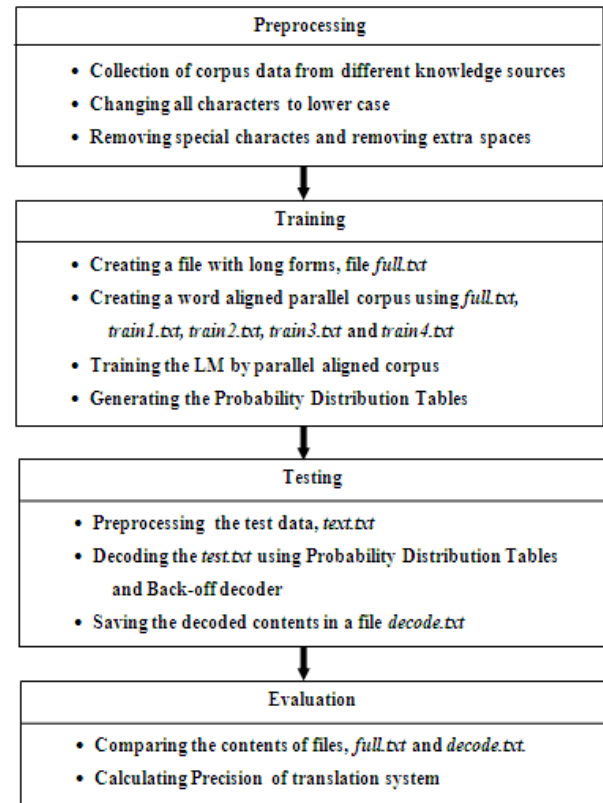 Preprocessing
• Collection of corpus data from different knowledge sources
• Changing all characters to lower case
• Removing special charactes and removing extra spaces
Training
• Creating a file with long forms, file full.txt
• Creating a word aligned parallel corpus using full.txt,
train1.txt, train2.txt, train3.txt and train4.txt
• Training the LM by parallel aligned corpus
• Generating the Probability Distribution Tables
Testing
• Preprocessing the test data, text.txt
• Decoding the test.txt using Probability Distribution Tables
and Back-off decoder
• Saving the decoded contents in a file decode.txt
Evaluation
• Comparing the contents of files, full.txt and decode.txt.
• Calculating Precision of translation system